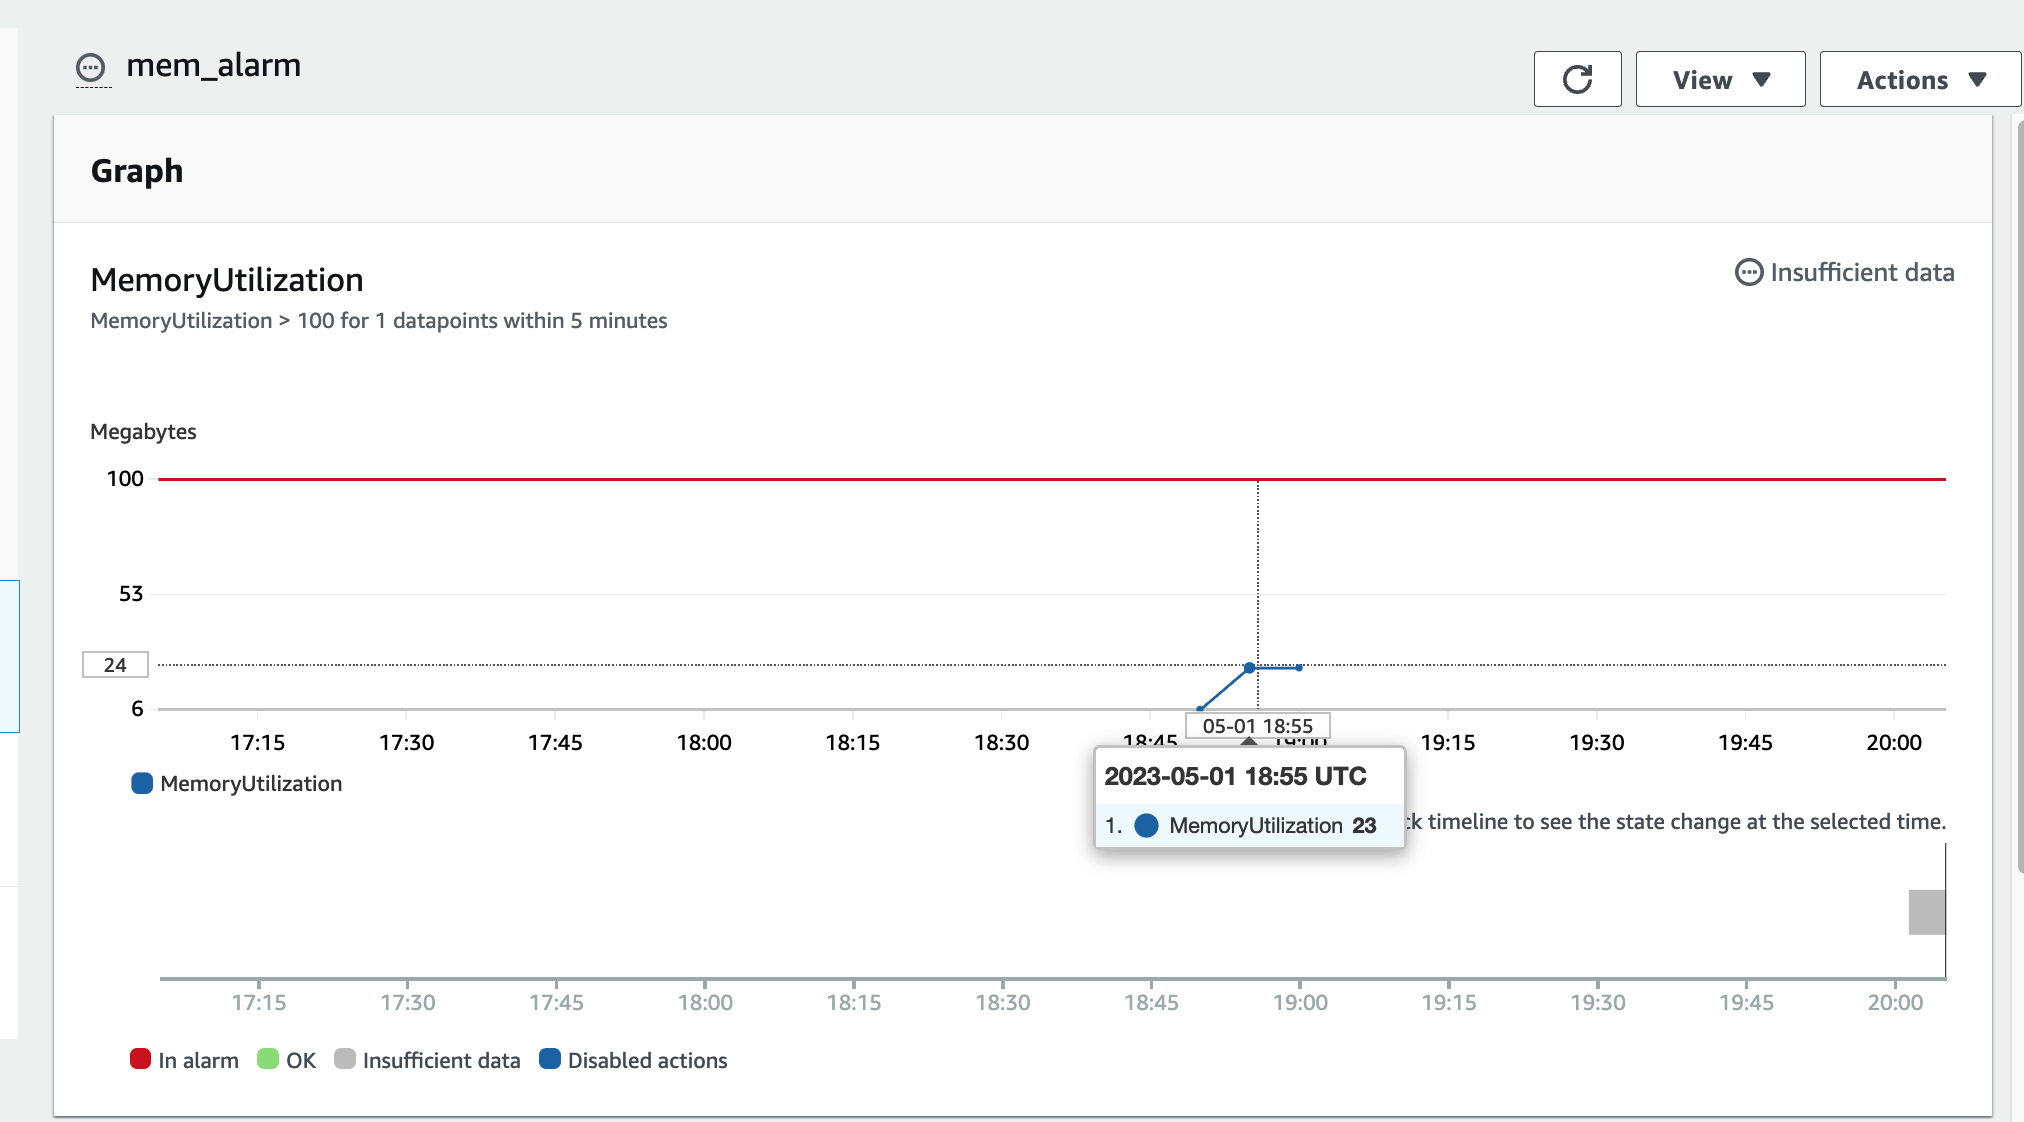 mem_alarm
View
Actions
Graph
MemoryUtilization
Insufficient data
MemoryUtilization > 100 for 1 datapoints within 5 minutes
Megabytes
100
53
24
6
05-01 18:55
17:15 17:30 17:45 18:00 18:15 18:30 18:45 19:00 19:15 19:30 19:45 20:00
MemoryUtilization
2023-05-01 18:55 UTC
1. MemoryUtilization 23
timeline to see the state change at the selected time.
17:15 17:30 17:45 18:00 18:15 18:30 18:45 19:00 19:15 19:30 19:45 20:00
In alarm OK Insufficient data Disabled actions